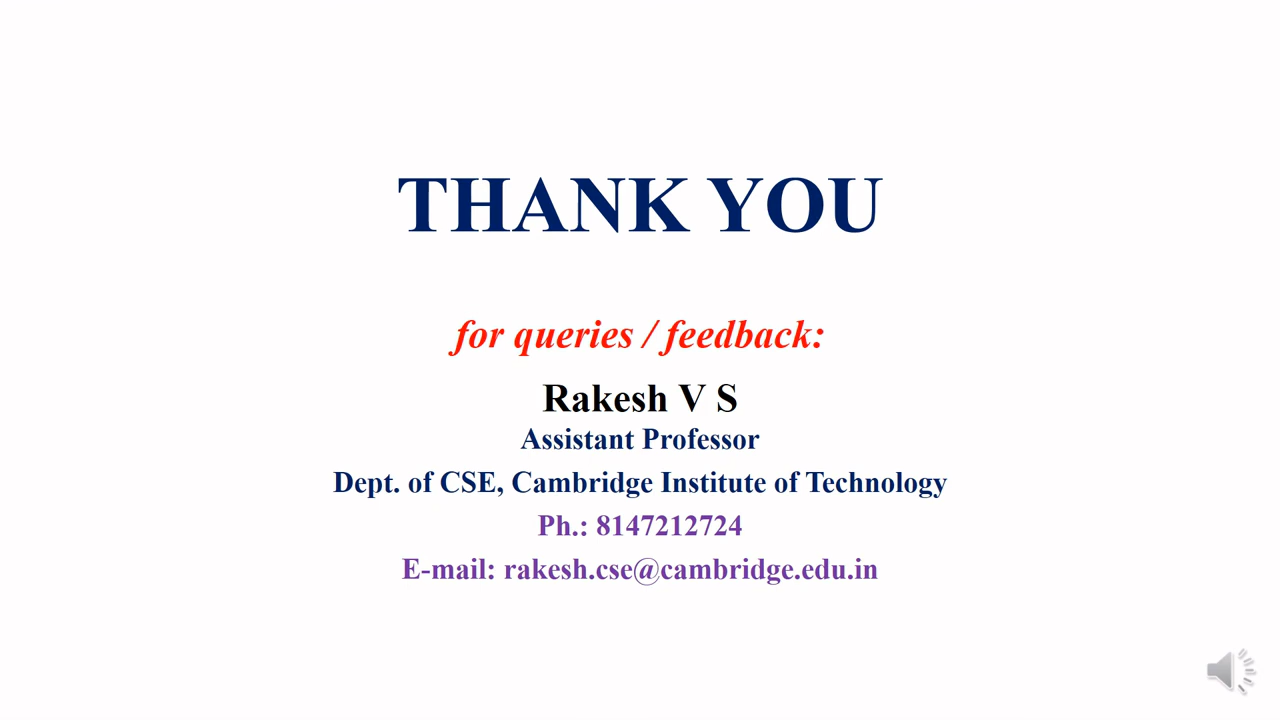 THANK YOU
for queries / feedback:
Rakesh V S
Assistant Professor
Dept. of CSE, Cambridge Institute of Technology
Ph.: 8147212724
E-mail: rakesh.cse@cambridge.edu.in